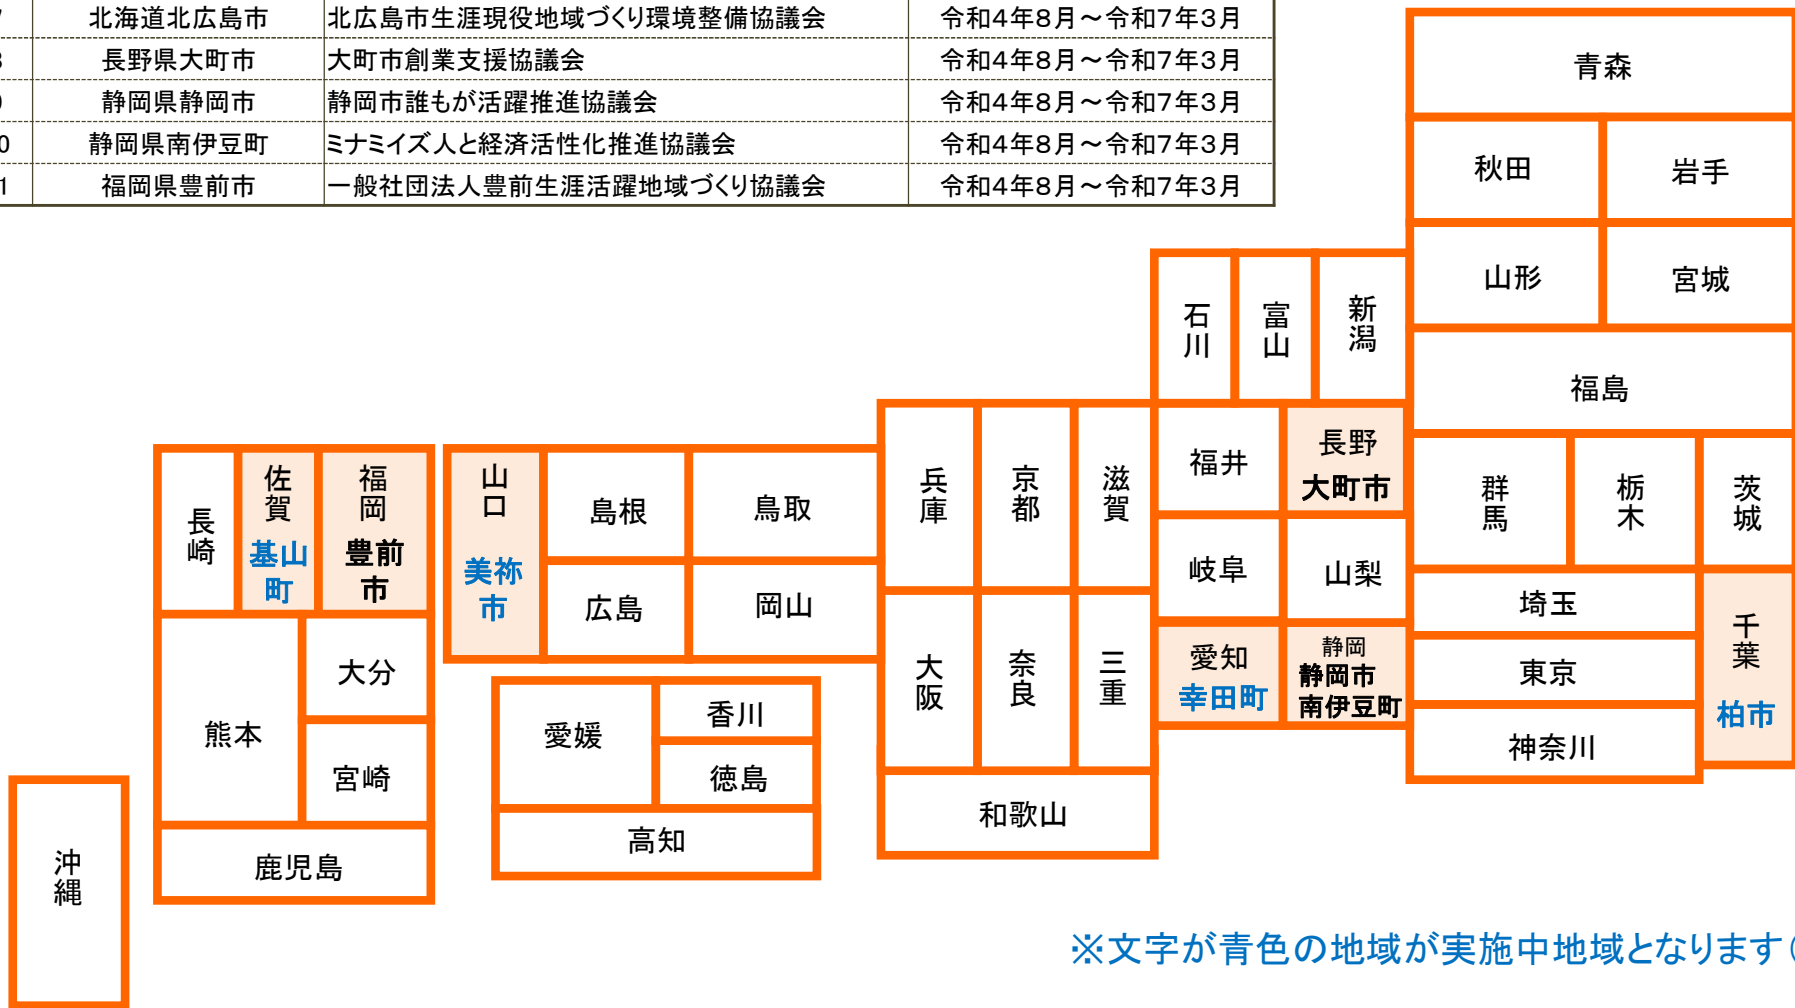 北海道北広島市 北広島市生涯現役地域づくり環境整備協議会 令和4年8月～令和7年3月
長野県大町市 大町市創業支援協議会 令和4年8月～令和7年3月
静岡県静岡市 静岡市誰もが活躍推進協議会 令和4年8月～令和7年3月
0 静岡県南伊豆町 ミナミイズ人と経済活性化推進協議会 令和4年8月～令和7年3月
1 福岡県豊前市 一般社団法人豊前生涯活躍地域づくり協議会 令和4年8月～令和7年3月
青森
秋田
岩手
山形
宮城
石川
富山
新潟
福島
福井
長野
大町市
群馬
栃木
茨城
兵庫
京都
滋賀
岐阜
山梨
長崎
佐賀
基山
町
福岡
豊前
市
山口
美祢
市
島根
鳥取
広島
岡山
埼玉
千葉
柏市
東京
神奈川
愛知
幸田町
静岡
静岡市
南伊豆町
大阪
奈良
三重
和歌山
熊本
大分
宮崎
鹿児島
愛媛
香川
徳島
高知
沖縄
※文字が青色の地域が実施中地域となります